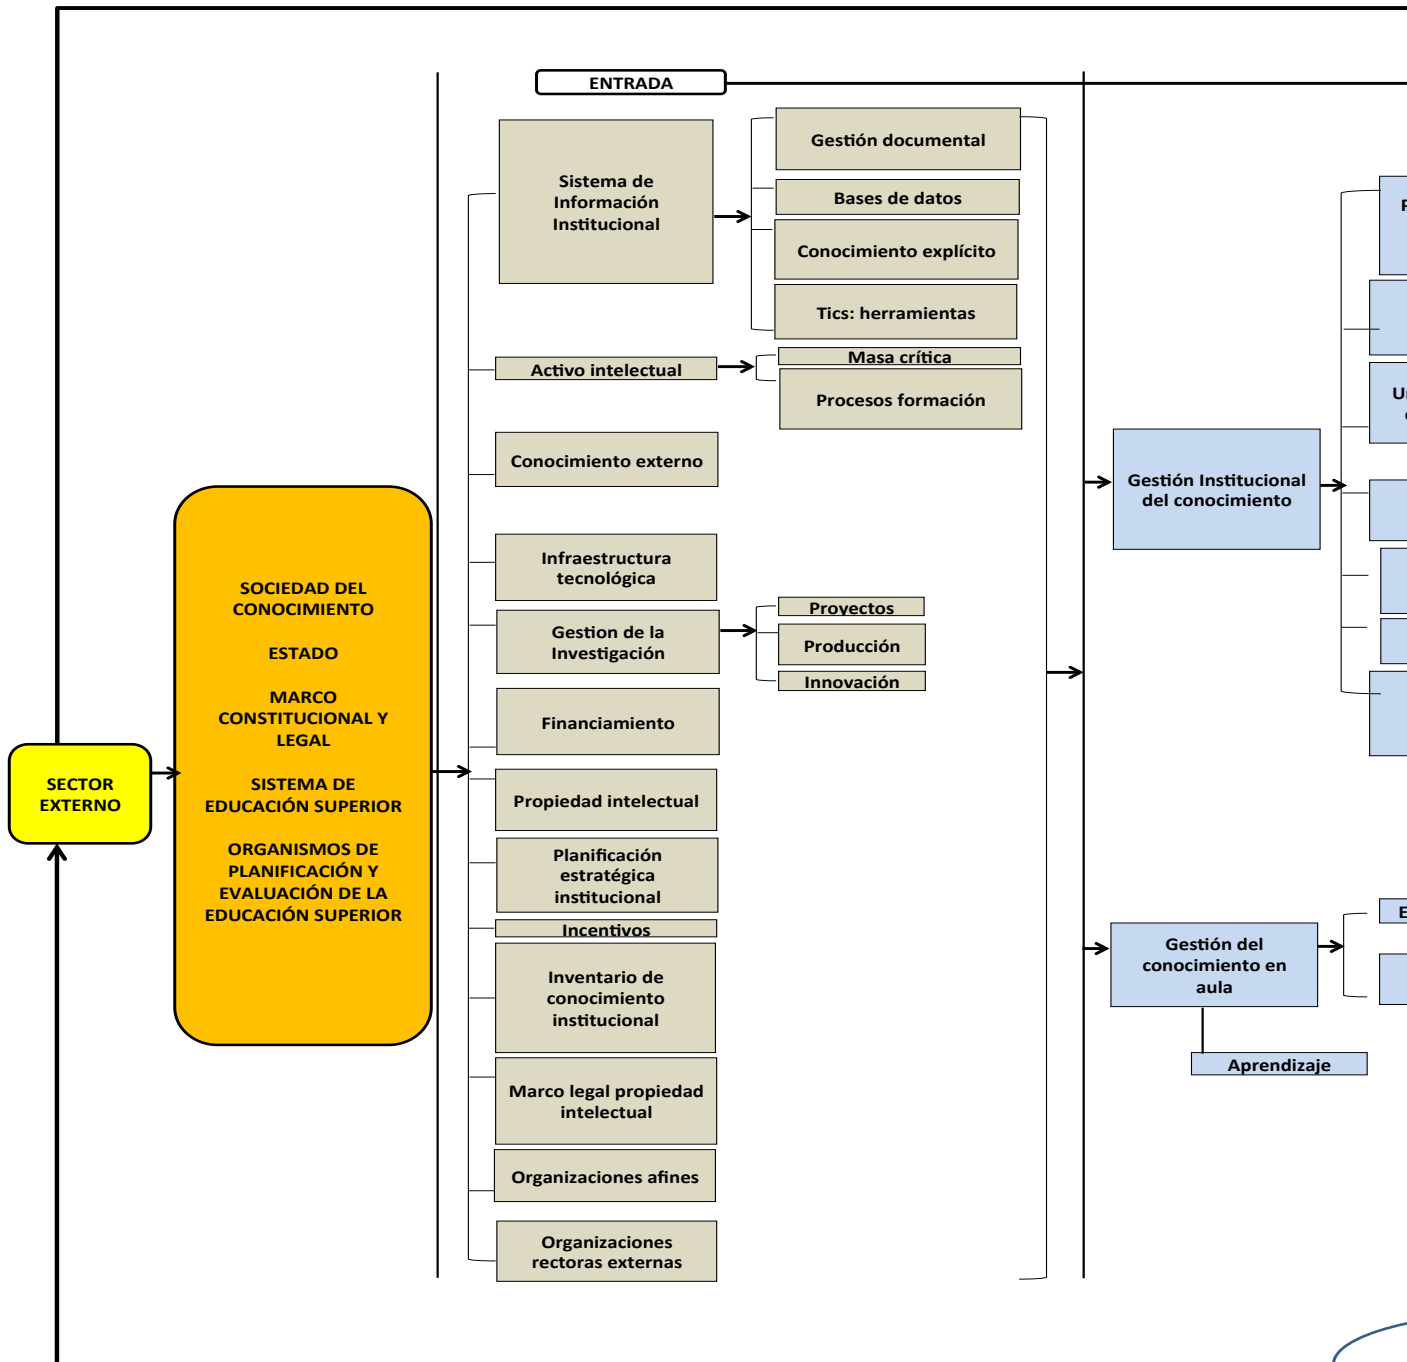 ENTRADA
Sistema de
Información
Institucional
Gestión documental
Bases de datos
Conocimiento explícito
Tics: herramientas
Activo intelectual
Masa crítica
Procesos formación
Conocimiento externo
Infraestructura
tecnológica
Gestion de la
Investigación
Proyectos
Producción
Innovación
Financiamiento
Propiedad intelectual
Planificación
estratégica
institucional
Incentivos
Inventario de
conocimiento
institucional
Marco legal propiedad
intelectual
Organizaciones afines
Organizaciones
rectoras externas
SECTOR
EXTERNO
SOCIEDAD DEL
CONOCIMIENTO
ESTADO
MARCO
CONSTITUCIONAL Y
LEGAL
SISTEMA DE
EDUCACIÓN SUPERIOR
ORGANISMOS DE
PLANIFICACIÓN Y
EVALUACIÓN DE LA
EDUCACIÓN SUPERIOR
Gestión Institucional
del conocimiento
Gestión del
conocimiento en
aula
Aprendizaje